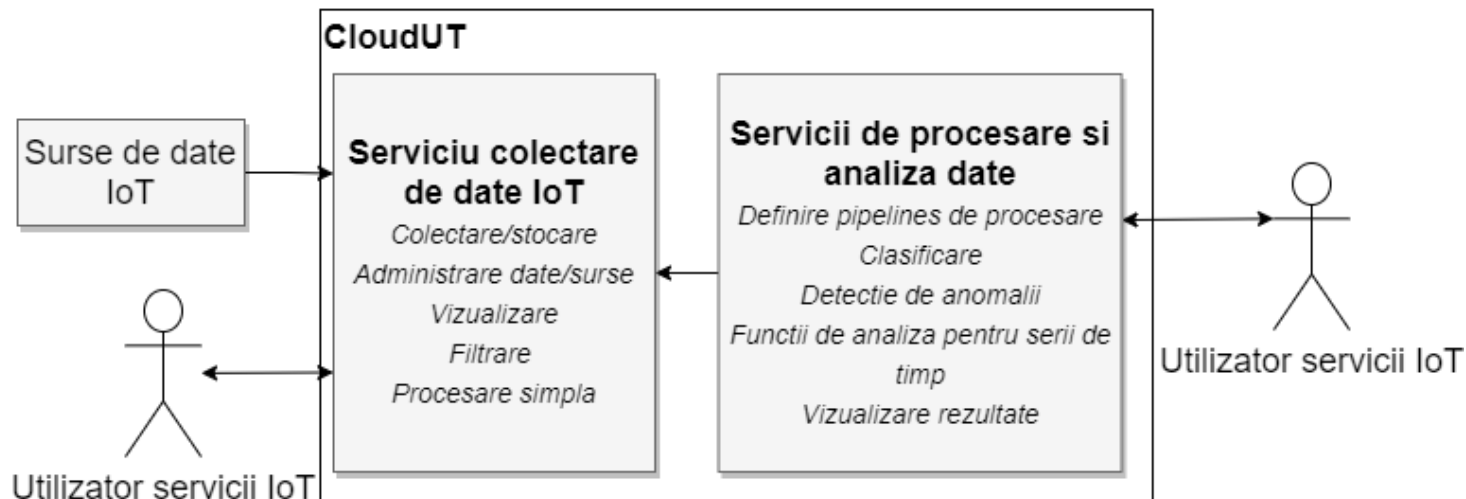 CloudUT
Surse de date
IoT
Serviciu colectare
de date IoT
Colectare/stocare
Administrare date/surse
Vizualizare
Filtrare
Procesare simpla
Servicii de procesare si
analiza date
Definire pipelines de procesare
Clasificare
Detectie de anomalii
Functii de analiza pentru serii de
timp
Vizualizare rezultate
Utilizator servicii IoT
Utilizator servicii IoT